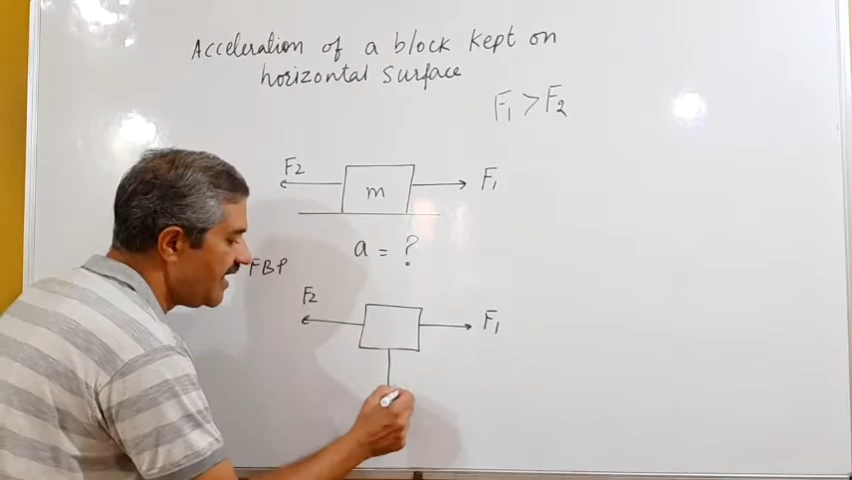 Acceleration of a block kept on
horizontal surface
F₁ > F₂
F₂ m F₁
a = ?
FBD
F₂ F₁